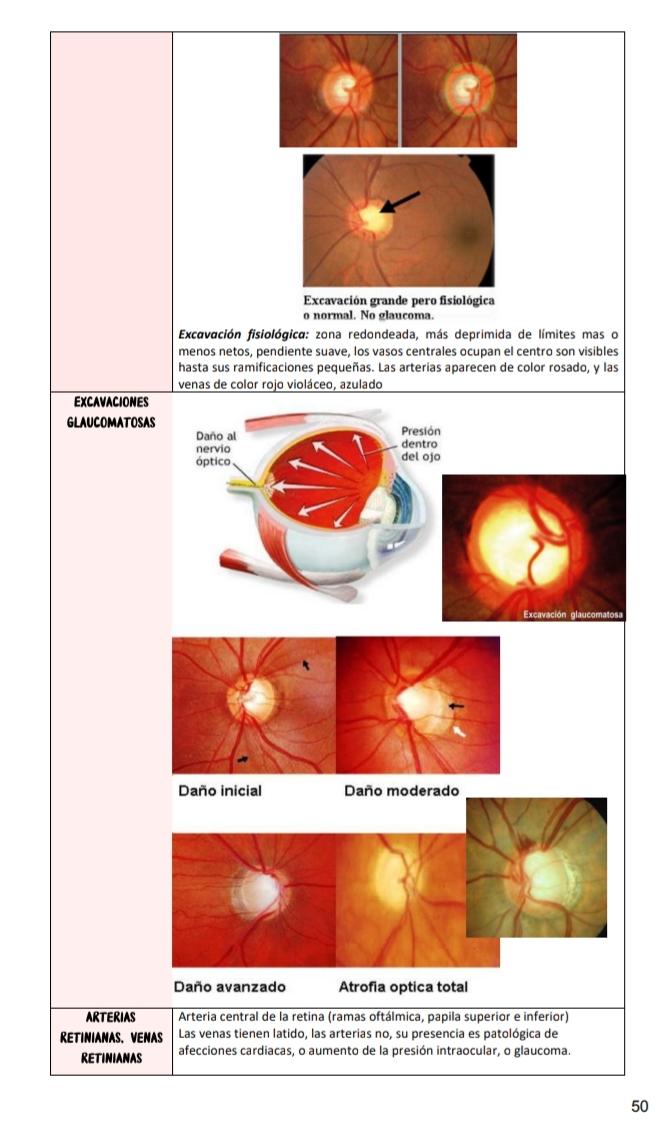 Excavación grande pero fisiológica
o normal. No glaucoma.
Excavación fisiológica: zona redondeada, más deprimida de límites mas o
menos netos, pendiente suave, los vasos centrales ocupan el centro son visibles
hasta sus ramificaciones pequeñas. Las arterias aparecen de color rosado, y las
venas de color rojo violáceo, azulado
EXCAVACIONES
GLAUCOMATOSAS
Daño al
nervio
óptico
Presión
dentro
del ojo
Excavación glaucomatosa
Daño inicial
Daño moderado
Daño avanzado
Atrofia optica total
ARTERIAS
RETINIANAS. VENAS
RETINIANAS
Arteria central de la retina (ramas oftálmica, papila superior e inferior)
Las venas tienen latido, las arterias no, su presencia es patológica de
afecciones cardiacas, o aumento de la presión intraocular, o glaucoma.
50